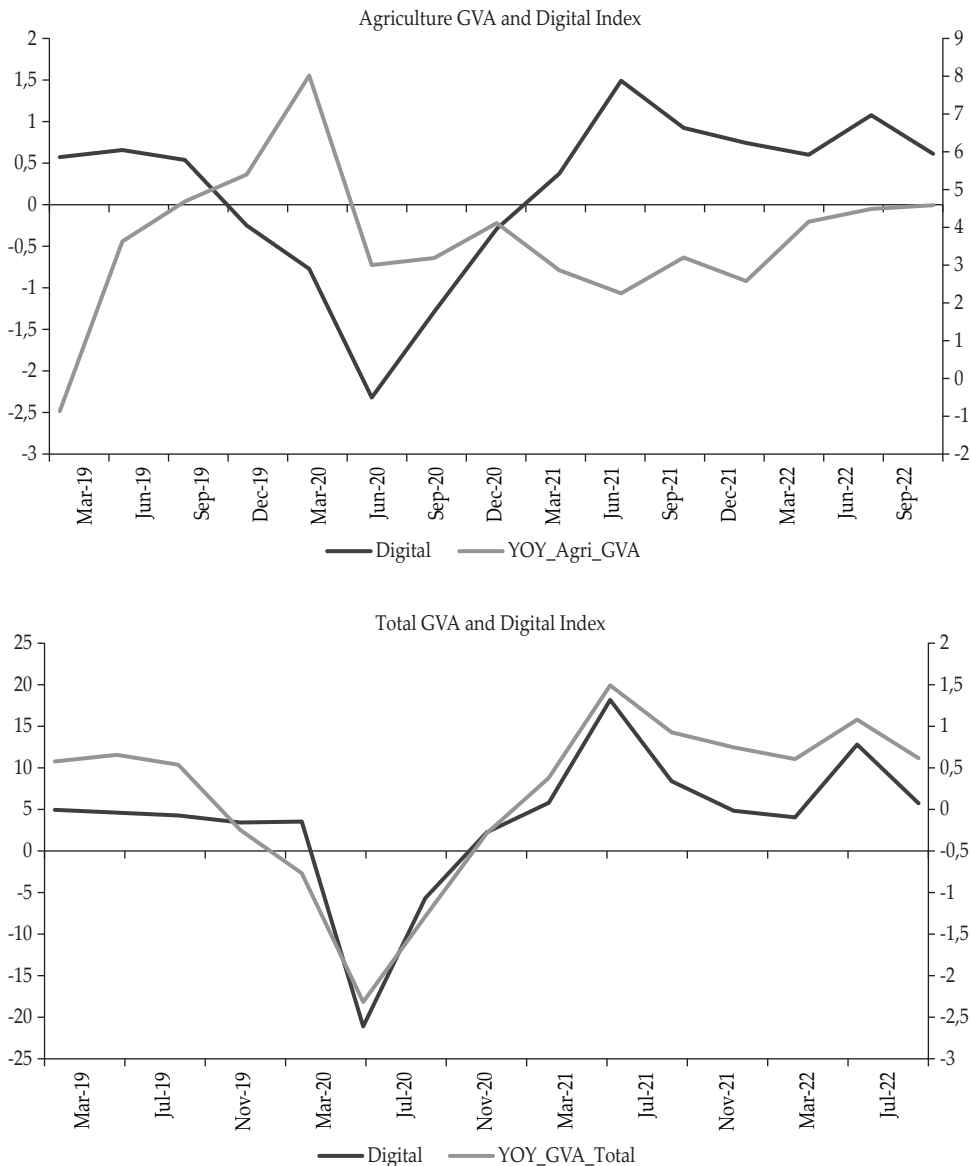 Agriculture GVA and Digital Index
2
1,5
1
0,5
0
-0,5
-1
-1,5
-2
-2,5
-3
9
8
7
6
5
4
3
2
1
0
-1
-2
Mar-19
Jun-19
Sep-19
Dec-19
Mar-20
Jun-20
Sep-20
Dec-20
Mar-21
Jun-21
Sep-21
Dec-21
Mar-22
Jun-22
Sep-22
Digital
YOY_Agri_GVA
Total GVA and Digital Index
25
20
15
10
5
0
-5
-10
-15
-20
-25
2
1,5
1
0,5
0
-0,5
-1
-1,5
-2
-2,5
-3
Mar-19
Jul-19
Nov-19
Mar-20
Jul-20
Nov-20
Mar-21
Jul-21
Nov-21
Mar-22
Jul-22
Digital
YOY_GVA_Total